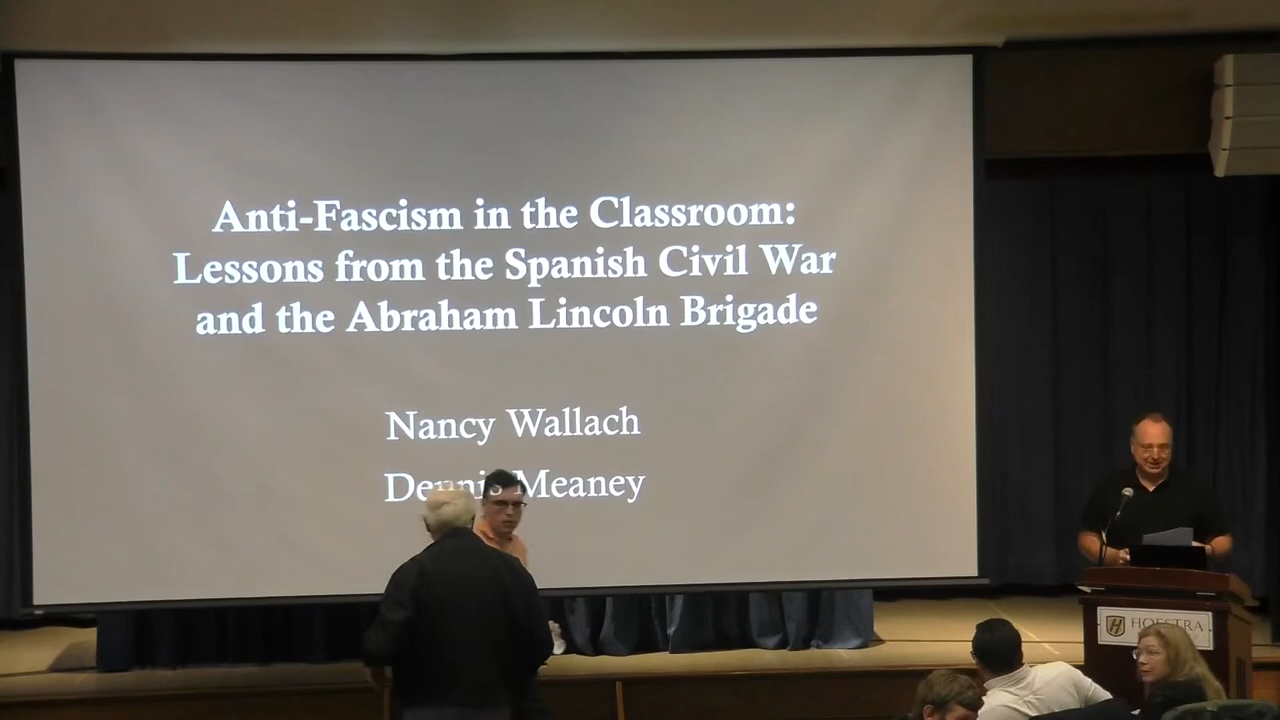 Anti-Fascism in the Classroom:
Lessons from the Spanish Civil War
and the Abraham Lincoln Brigade
Nancy Wallach
Dennis Meaney
HOFSTRA